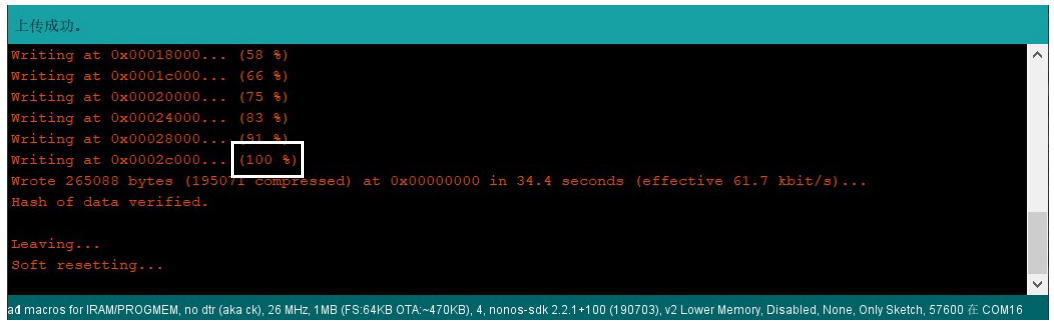 上传成功。
Writing at 0x00018000... (58 %)
Writing at 0x0001c000... (66 %)
Writing at 0x00020000... (75 %)
Writing at 0x00024000... (83 %)
Writing at 0x00028000... (91 %)
Writing at 0x0002c000... (100 %)
Wrote 265088 bytes (195071 compressed) at 0x00000000 in 34.4 seconds (effective 61.7 kbit/s)...
Hash of data verified.
Leaving...
Soft resetting...
ad macros for IRAM/PROGMEM, no dtr (aka ck), 26 MHz, 1MB (FS:64KB OTA:~470KB), 4, nonos-sdk 2.2.1+100 (190703), v2 Lower Memory, Disabled, None, Only Sketch, 57600 在 COM16